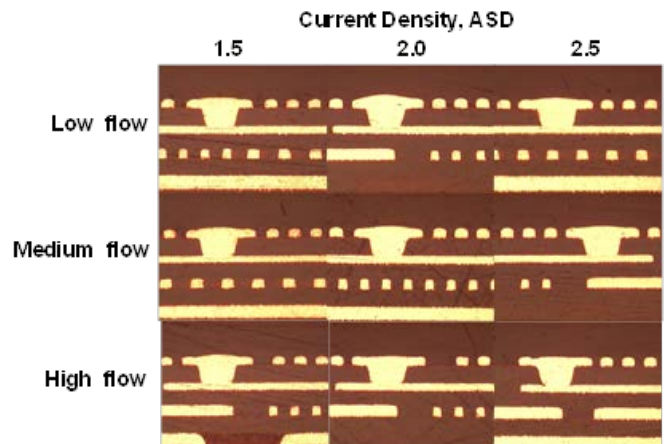 Current Density, ASD
1.5 2.0 2.5
Low flow
Medium flow
High flow